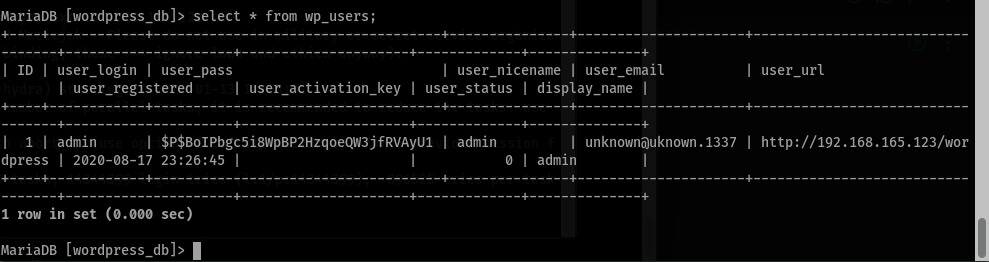 MariaDB [wordpress_db]> select * from wp_users;
+----+------------+------------------------------------+---------------+---------------------+---------------------------
-------+---------------------+---------------------+-------------+--------------+
| ID | user_login | user_pass | user_nicename | user_email | user_url
| user_registered | user_activation_key | user_status | display_name |
+----+------------+------------------------------------+---------------+---------------------+---------------------------
-------+---------------------+---------------------+-------------+--------------+
| 1 | admin | $P$BoIPbgc5i8WpBP2HzqoeQW3jfRVAyU1 | admin | unknown@uknown.1337 | http://192.168.165.123/wor
dpress | 2020-08-17 23:26:45 | | 0 | admin |
+----+------------+------------------------------------+---------------+---------------------+---------------------------
-------+---------------------+---------------------+-------------+--------------+
1 row in set (0.000 sec)
MariaDB [wordpress_db]>